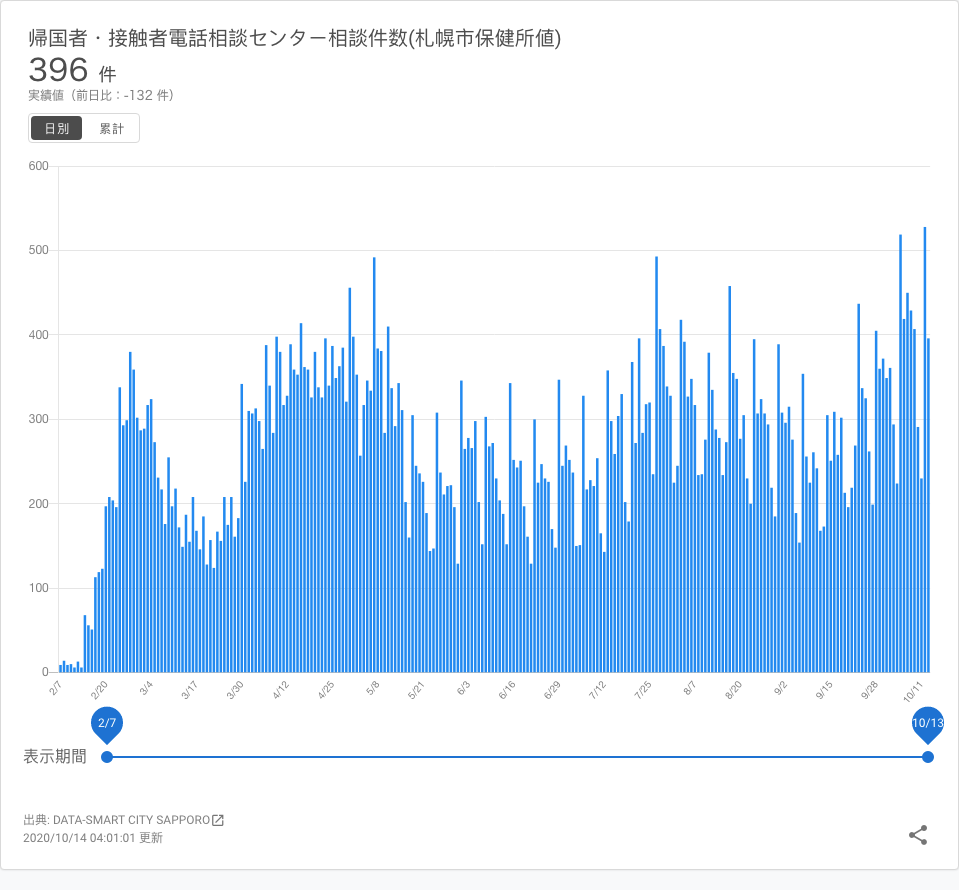 帰国者・接触者電話相談センター相談件数(札幌市保健所値)
396 件
実績値（前日比：-132 件）
日別 累計
600
500
400
300
200
100
0
2/7 2/20 3/4 3/17 3/30 4/12 4/25 5/8 5/21 6/3 6/16 6/29 7/12 7/25 8/7 8/20 9/2 9/15 9/28 10/11
2/7 10/13
表示期間
出典: DATA-SMART CITY SAPPORO
2020/10/14 04:01:01 更新